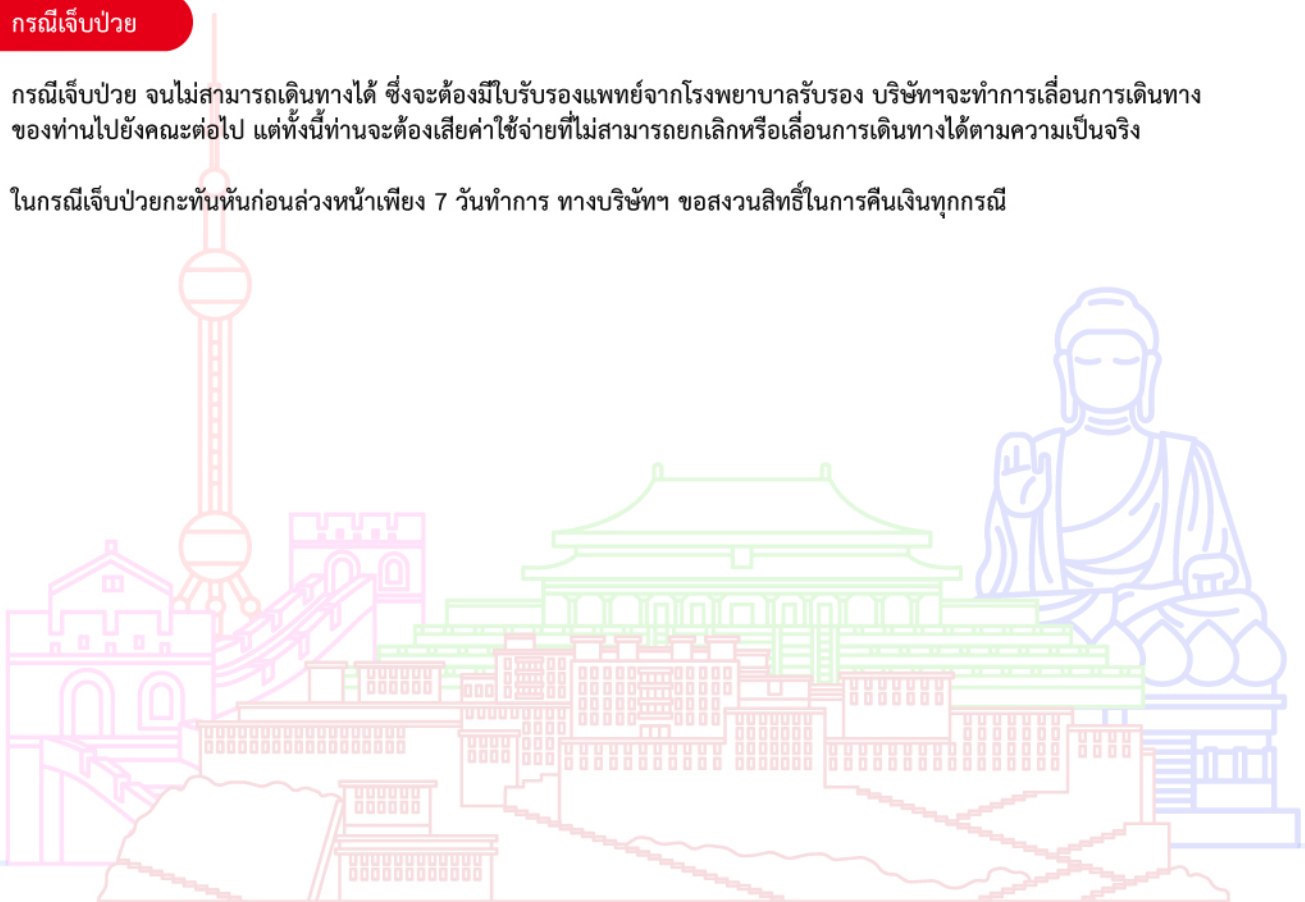 กรณีเจ็บป่วย
กรณีเจ็บป่วย จนไม่สามารถเดินทางได้ ซึ่งจะต้องมีใบรับรองแพทย์จากโรงพยาบาลรับรอง บริษัทฯจะทำการเลื่อนการเดินทาง
ของท่านไปยังคณะต่อไป แต่ทั้งนี้ท่านจะต้องเสียค่าใช้จ่ายที่ไม่สามารถยกเลิกหรือเลื่อนการเดินทางได้ตามความเป็นจริง
ในกรณีเจ็บป่วยกะทันหันก่อนล่วงหน้าเพียง 7 วันทำการ ทางบริษัทฯ ขอสงวนสิทธิ์ในการคืนเงินทุกกรณี